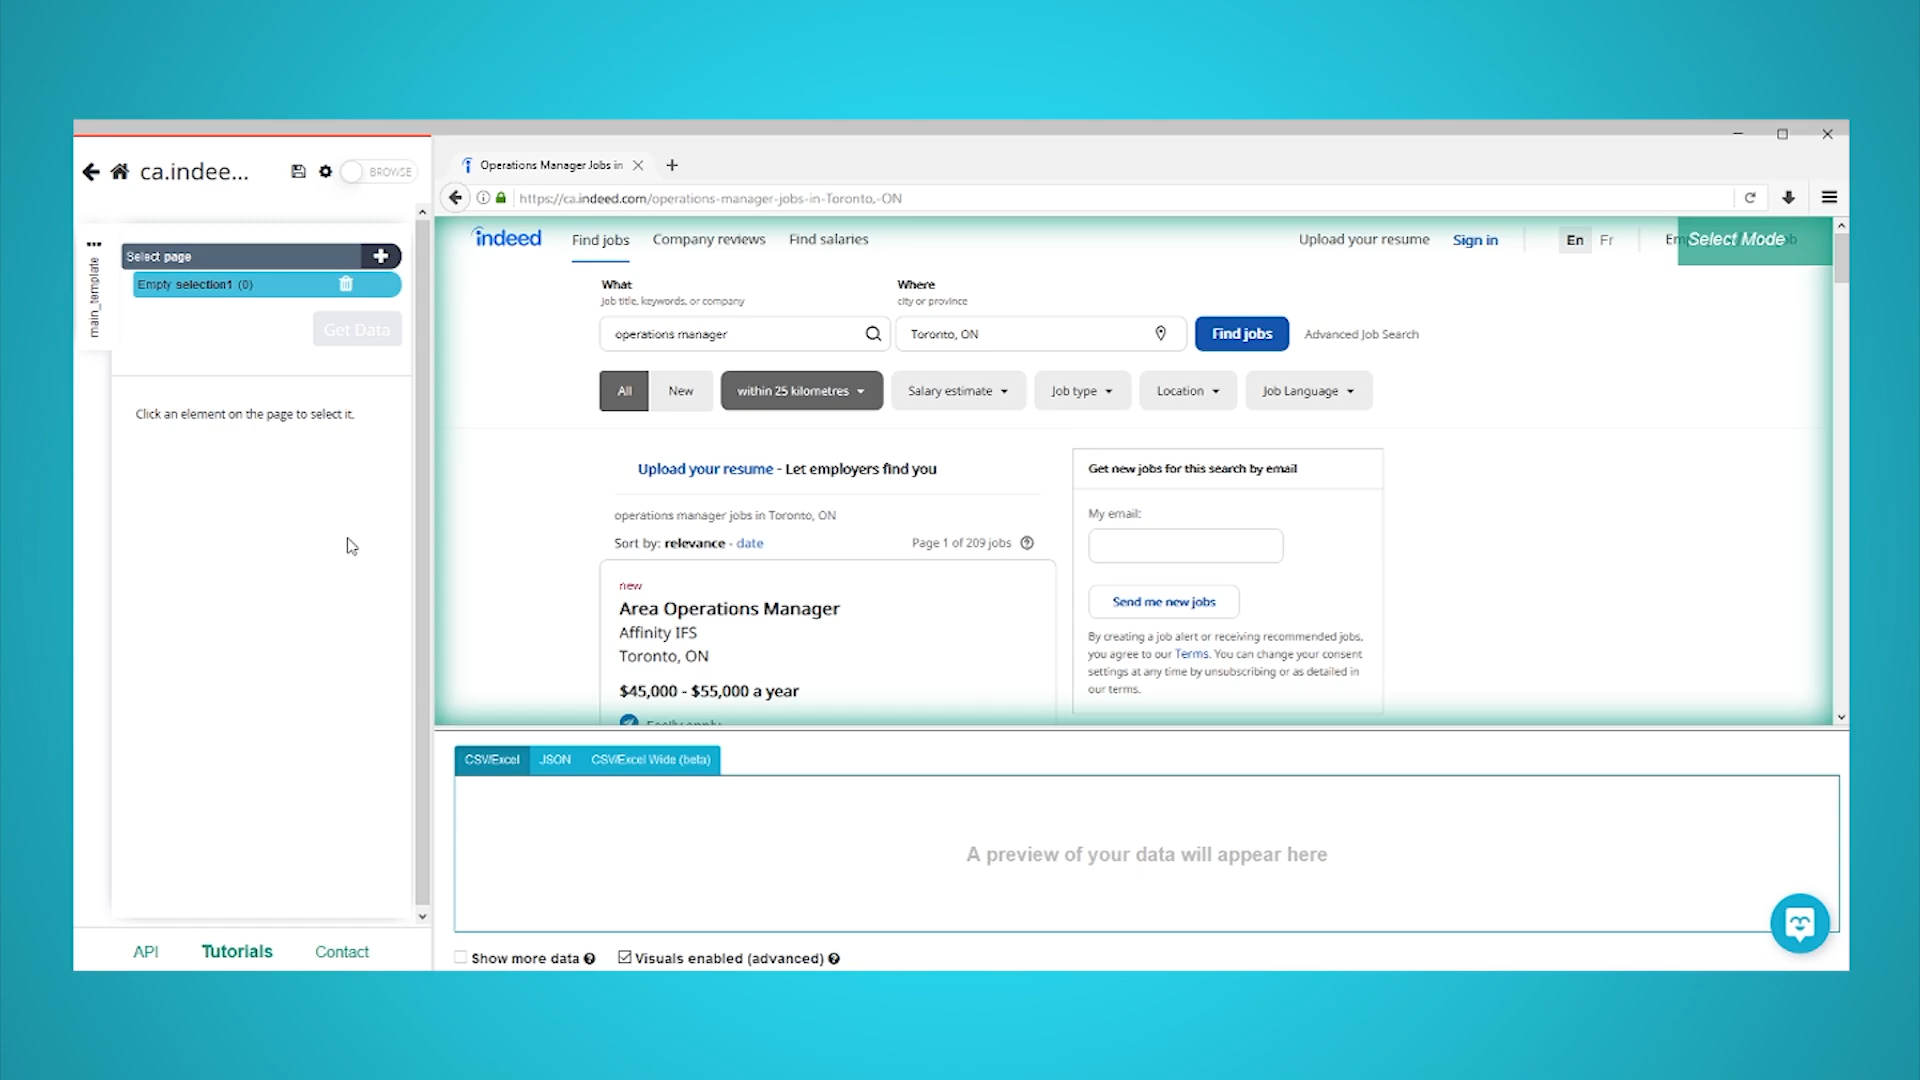 ca.indee...
BROWSE
main_template
Select page
Empty selection1 (0)
Get Data
Click an element on the page to select it.
API Tutorials Contact
Operations Manager Jobs in
https://ca.indeed.com/operations-manager-jobs-in-Toronto,-ON
indeed Find jobs Company reviews Find salaries Upload your resume Sign in En Fr
Select Mode
What
Job title, keywords, or company
operations manager
Where
city or province
Toronto, ON
Find jobs
Advanced Job Search
All New within 25 kilometres Salary estimate Job type Location Job Language
Upload your resume - Let employers find you
operations manager jobs in Toronto, ON
Sort by: relevance - date
Page 1 of 209 jobs
new
Area Operations Manager
Affinity IFS
Toronto, ON
$45,000 - $55,000 a year
Get new jobs for this search by email
My email:
Send me new jobs
By creating a job alert or receiving recommended jobs,
you agree to our Terms. You can change your consent
settings at any time by unsubscribing or as detailed in
our terms.
CSV/Excel JSON CSV/Excel Wide (beta)
A preview of your data will appear here
Show more data Visuals enabled (advanced)